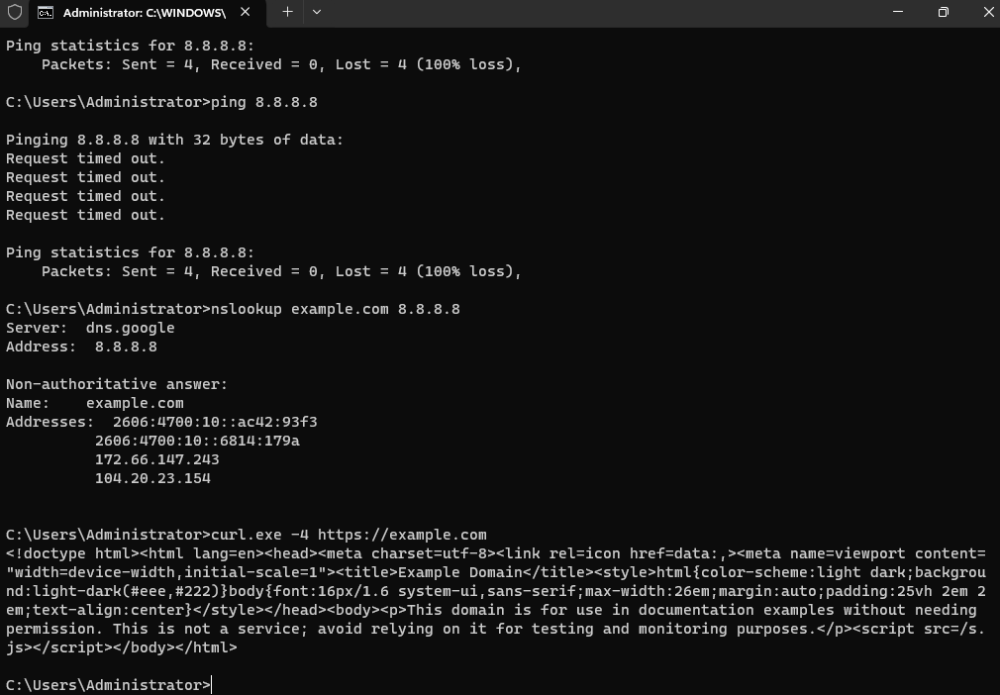 Administrator: C:\WINDOWS\
Ping statistics for 8.8.8.8:
    Packets: Sent = 4, Received = 0, Lost = 4 (100% loss),
C:\Users\Administrator>ping 8.8.8.8
Pinging 8.8.8.8 with 32 bytes of data:
Request timed out.
Request timed out.
Request timed out.
Request timed out.
Ping statistics for 8.8.8.8:
    Packets: Sent = 4, Received = 0, Lost = 4 (100% loss),
C:\Users\Administrator>nslookup example.com 8.8.8.8
Server:  dns.google
Address:  8.8.8.8
Non-authoritative answer:
Name:    example.com
Addresses:  2606:4700:10::ac42:93f3
          2606:4700:10::6814:179a
          172.66.147.243
          104.20.23.154
C:\Users\Administrator>curl.exe -4 https://example.com
<!doctype html><html lang=en><head><meta charset=utf-8><link rel=icon href=data:,><meta name=viewport content=
"width=device-width,initial-scale=1"><title>Example Domain</title><style>html{color-scheme:light dark;backgrou
nd:light-dark(#eee,#222)}body{font:16px/1.6 system-ui,sans-serif;max-width:26em;margin:auto;padding:25vh 2em 2
em;text-align:center}</style></head><body><p>This domain is for use in documentation examples without needing
permission. This is not a service; avoid relying on it for testing and monitoring purposes.</p><script src=/s.
js></script></body></html>
C:\Users\Administrator>